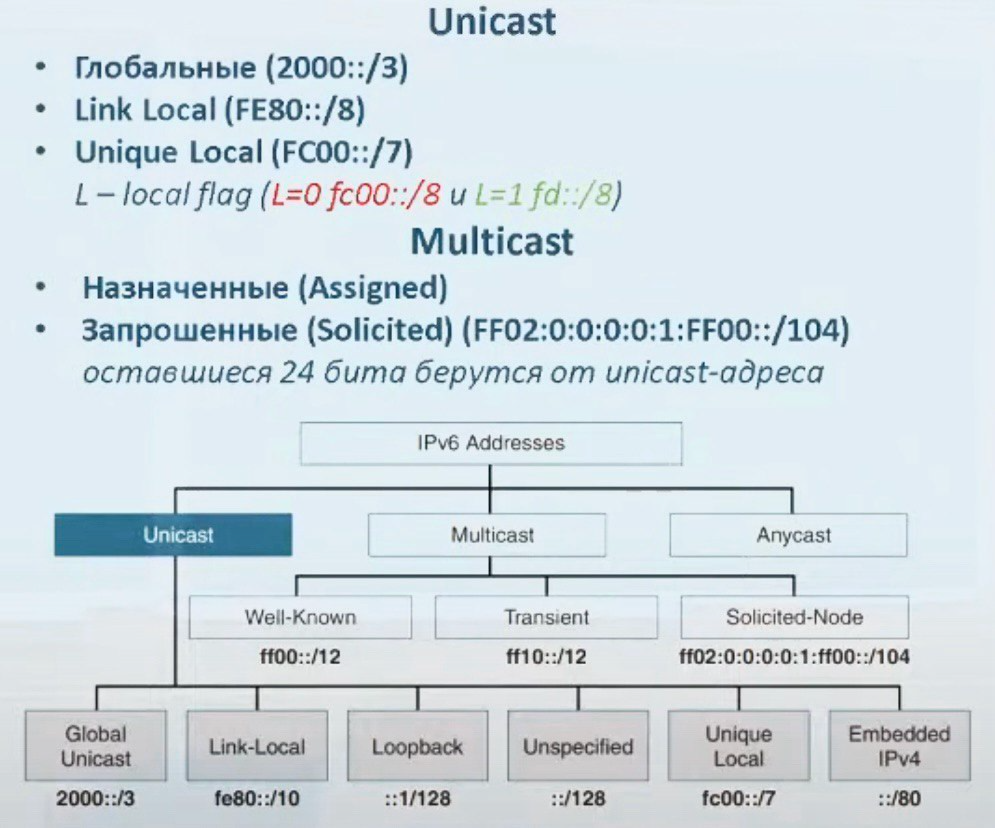 Unicast
• Глобальные (2000::/3)
• Link Local (FE80::/8)
• Unique Local (FC00::/7)
L – local flag (L=0 fc00::/8 и L=1 fd::/8)
Multicast
• Назначенные (Assigned)
• Запрошенные (Solicited) (FF02:0:0:0:0:1:FF00::/104)
оставшиеся 24 бита берутся от unicast-адреса
IPv6 Addresses
Unicast
Multicast
Anycast
Well-Known
Transient
Solicited-Node
ff00::/12
ff10::/12
ff02:0:0:0:0:1:ff00::/104
Global
Unicast
Link-Local
Loopback
Unspecified
Unique
Local
Embedded
IPv4
2000::/3
fe80::/10
::1/128
::/128
fc00::/7
::/80